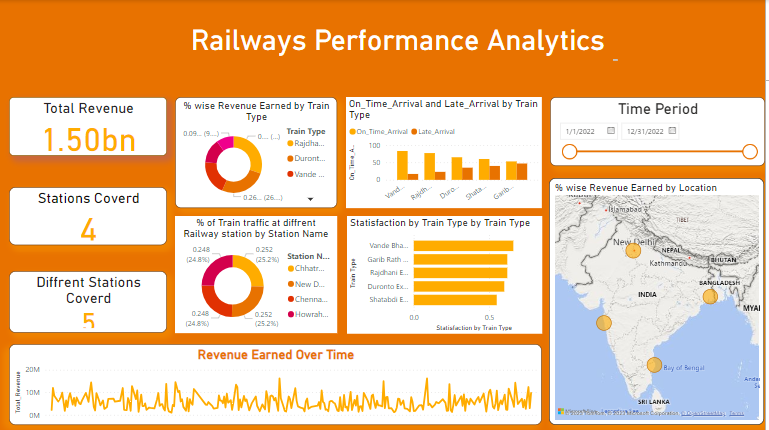 Railways Performance Analytics
Total Revenue
1.50bn
Stations Coverd
4
Diffrent Stations
Coverd
5
% wise Revenue Earned by Train
Type
0.09... (9....)
0.... (...)
0.26... (26....)
Train Type
Rajdha...
Duront...
Vande ...
On_Time_Arrival and Late_Arrival by Train
Type
On_Time_Arrival
Late_Arrival
On_Time_A...
100
50
0
Vand...
Rajdh...
Duro...
Shata...
Garib...
Time Period
1/1/2022
12/31/2022
% of Train traffic at diffrent
Railway station by Station Name
0.248
(24.8%)
0.252
(25.2%)
0.248
(24.8%)
0.252
(25.2%)
Station N...
Chhatr...
New D...
Chenna...
Howrah...
Statisfaction by Train Type by Train Type
Train Type
Vande Bha...
Garib Rath ...
Rajdhani E...
Duronto Ex...
Shatabdi E...
0.0
0.5
Statisfaction by Train Type
% wise Revenue Earned by Location
Islamabad
TIBET
New Delhi
NEPAL
Kathmandu
BHUTAN
BANGLADESH
INDIA
MYAI
Bay of Bengal
Andar
Sea
SRI LANKA
Revenue Earned Over Time
Total_Revenue
20M
10M
0M